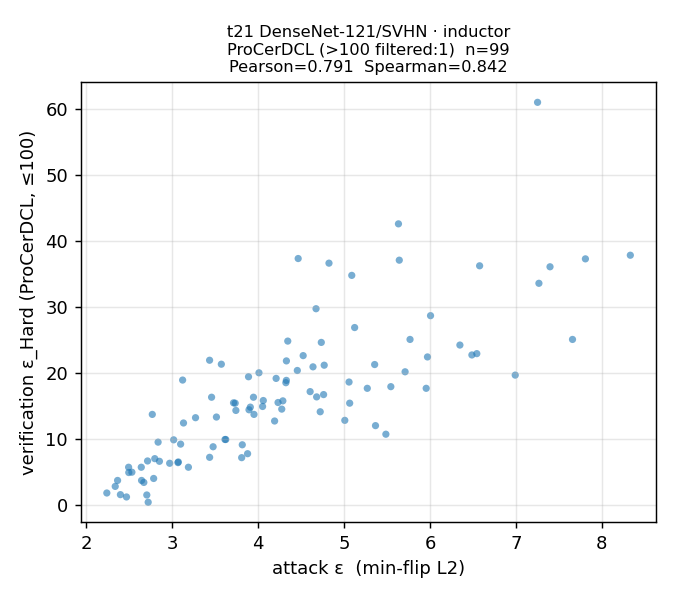 t21 DenseNet-121/SVHN · inductor
ProCerDCL (>100 filtered:1)  n=99
Pearson=0.791  Spearman=0.842
verification ε_Hard (ProCerDCL, ≤100)
60
50
40
30
20
10
0
2 3 4 5 6 7 8
attack ε  (min-flip L2)